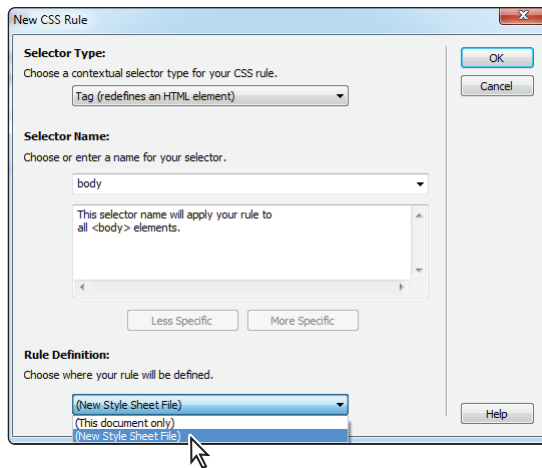 New CSS Rule
Selector Type:
Choose a contextual selector type for your CSS rule.
Tag (redefines an HTML element)
Selector Name:
Choose or enter a name for your selector.
body
This selector name will apply your rule to
all <body> elements.
Less Specific
More Specific
Rule Definition:
Choose where your rule will be defined.
(New Style Sheet File)
(This document only)
(New Style Sheet File)
OK
Cancel
Help